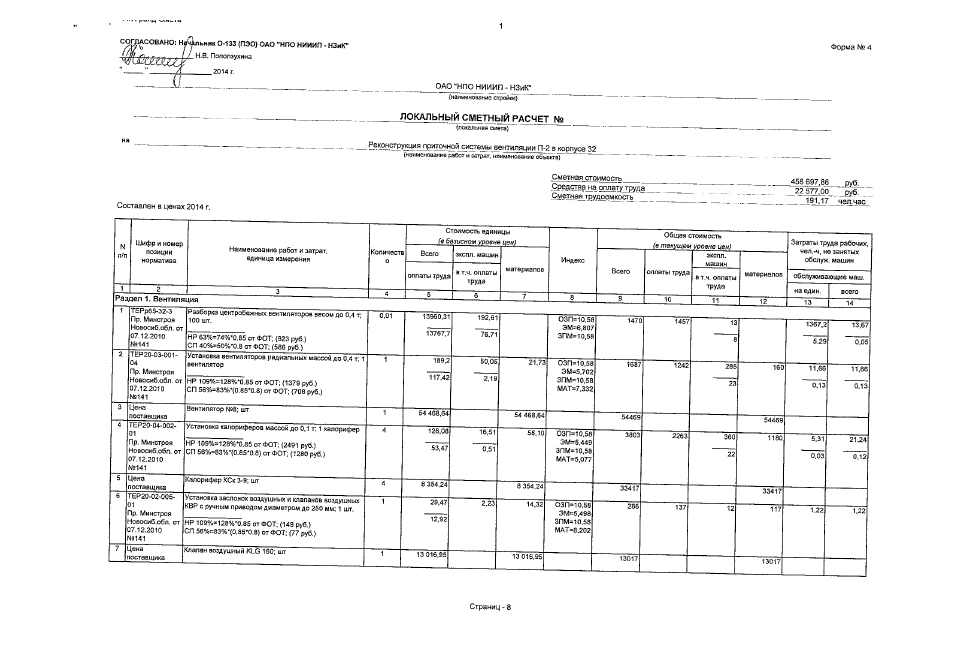 1
СОГЛАСОВАНО: Начальник О-133 (ПЭО) ОАО "НПО НИИИП - НЗиК"
Форма № 4
Н.В. Полопзухина
"____" __________ 2014 г.
ОАО "НПО НИИИП - НЗиК"
(наименование стройки)
ЛОКАЛЬНЫЙ СМЕТНЫЙ РАСЧЕТ №
(локальная смета)
на Реконструкция приточной системы вентиляции П-2 в корпусе 32
(наименование работ и затрат, наименование объекта)
Сметная стоимость 458 697,86 руб.
Средства на оплату труда 22 577,00 руб.
Сметная трудоемкость 191,17 чел.час
Составлен в ценах 2014 г.
N п/п Шифр и номер позиции норматива Наименование работ и затрат, единица измерения Количество
Стоимость единицы (в базисном уровне цен)
Всего экспл. машин материалов
оплаты труда в т.ч. оплаты труда
Индекс
Общая стоимость (в текущем уровне цен)
Всего оплаты труда экспл. машин в т.ч. оплаты труда материалов
Затраты труда рабочих, чел.-ч, не занятых обслуж. машин
обслуживающие маш.
на един. всего
1 2 3 4 5 6 7 8 9 10 11 12 13 14
Раздел 1. Вентиляция
1 ТЕРр65-32-3 Разборка центробежных вентиляторов весом до 0,4 т; 0,01 13960,31 192,61 ОЗП=10,58 1470 1457 13 1367,2 13,67
Пр. Минстроя 100 шт. ЭМ=6,807
Новосиб.обл. от 13767,7 76,71 ЗПМ=10,58 8 5,29 0,05
07.12.2010 НР 63%=74%*0,85 от ФОТ; (923 руб.)
№141 СП 40%=50%*0.8 от ФОТ; (586 руб.)
2 ТЕР20-03-001- Установка вентиляторов радиальных массой до 0,4 т; 1 1 189,2 50,05 21,73 ОЗП=10,58 1687 1242 285 160 11,66 11,66
04 вентилятор ЭМ=5,702
Пр. Минстроя 117,42 2,19 ЗПМ=10,58 23 0,13 0,13
Новосиб.обл. от НР 109%=128%*0.85 от ФОТ; (1379 руб.) МАТ=7,332
07.12.2010 СП 56%=83%*(0.85*0.8) от ФОТ; (708 руб.)
№141
3 Цена поставщика Вентилятор №8; шт 1 54 468,64 54 468,64 54469 54469
4 ТЕР20-04-002- Установка калориферов массой до 0,1 т: 1 калорифер 4 128,08 16,51 58,10 ОЗП=10,58 3803 2263 360 1180 5,31 21,24
01 ЭМ=5,449
Пр. Минстроя НР 109%=128%*0,85 от ФОТ; (2491 руб.) 53,47 0,51 ЗПМ=10,58 22 0,03 0,12
Новосиб.обл. от СП 56%=83%*(0.85*0.8) от ФОТ; (1280 руб.) МАТ=5,077
07.12.2010
№141
5 Цена поставщика Калорифер КСк 3-9; шт 4 8 354,24 8 354,24 33417 33417
6 ТЕР20-02-005- Установка заслонок воздушных и клапанов воздушных 1 29,47 2,23 14,32 ОЗП=10,58 266 137 12 117 1,22 1,22
01 КВР с ручным приводом диаметром до 250 мм; 1 шт. ЭМ=5,498
Пр. Минстроя 12,92 ЗПМ=10,58
Новосиб.обл. от НР 109%=128%*0,85 от ФОТ; (149 руб.) МАТ=8,202
07.12.2010 СП 56%=83%*(0,85*0.8) от ФОТ; (77 руб.)
№141
7 Цена поставщика Клапан воздушный KLG 160; шт 1 13 016,95 13 016,95 13017 13017
Страниц - 8